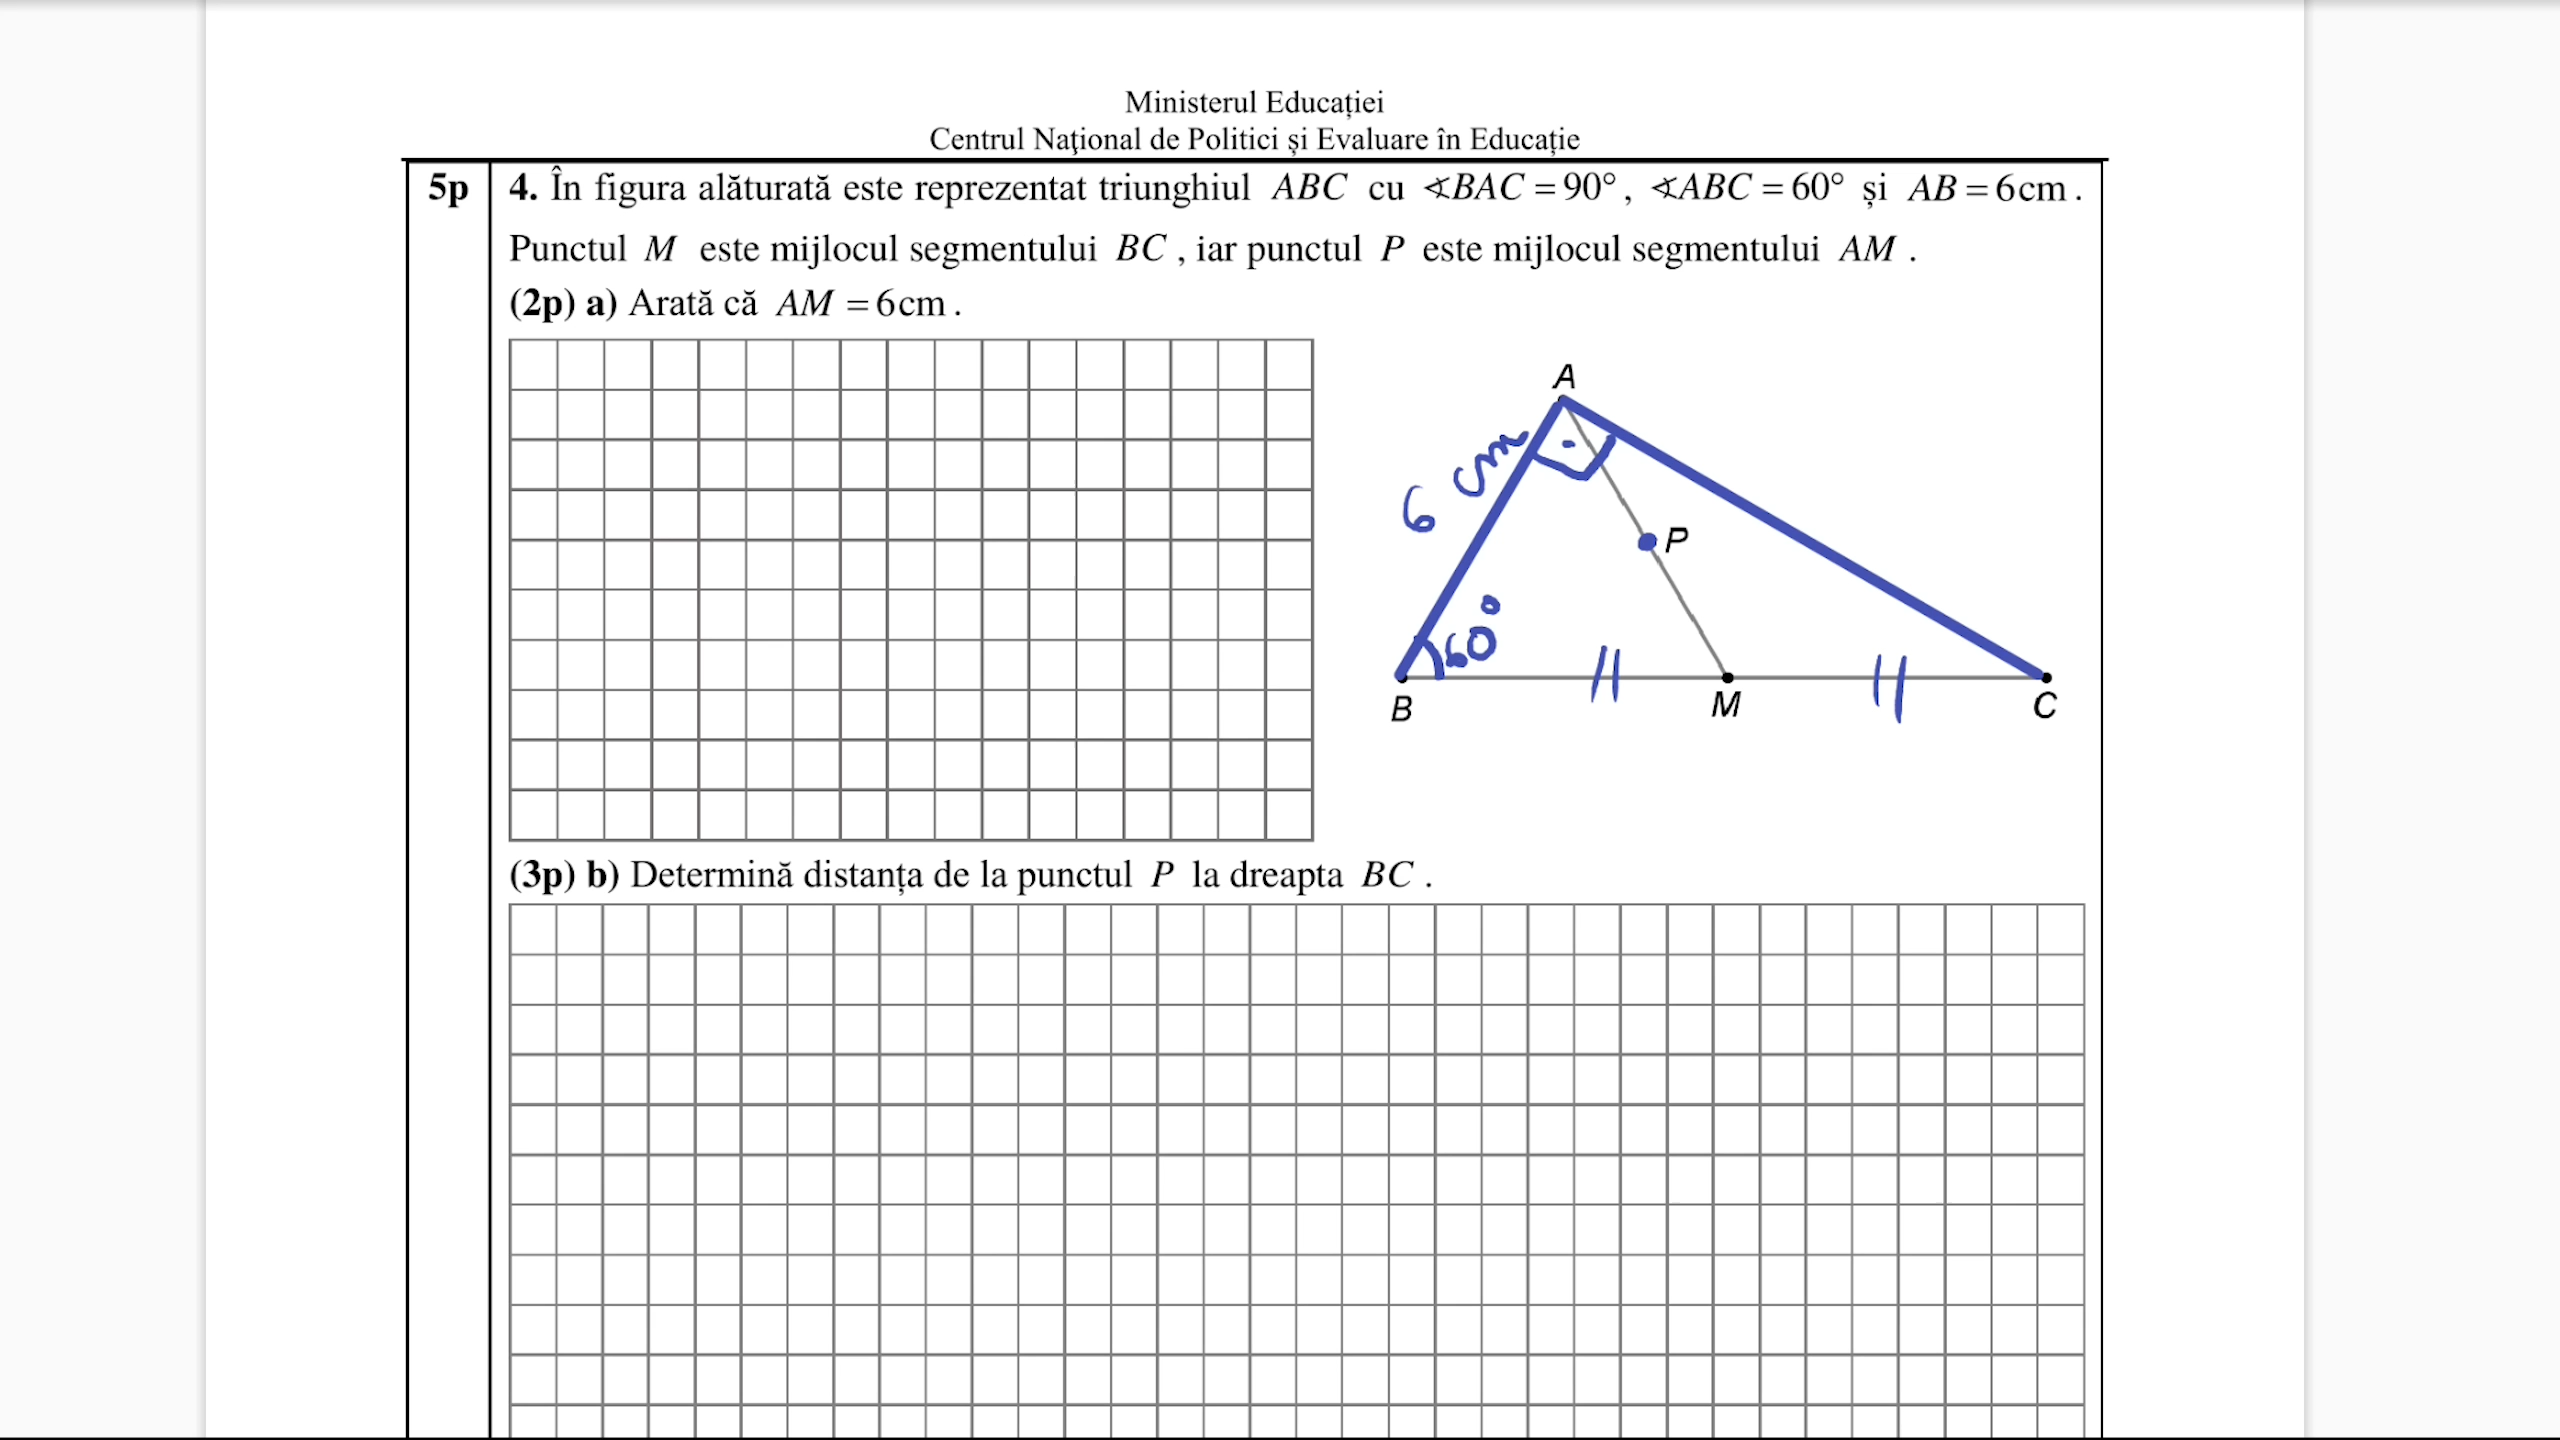 Ministerul Educației
Centrul Naţional de Politici și Evaluare în Educație
5p 4. În figura alăturată este reprezentat triunghiul ABC cu ∢BAC = 90°, ∢ABC = 60° și AB = 6cm.
Punctul M este mijlocul segmentului BC, iar punctul P este mijlocul segmentului AM.
(2p) a) Arată că AM = 6cm.
A
6 cm
P
60°
B
M
C
(3p) b) Determină distanța de la punctul P la dreapta BC.